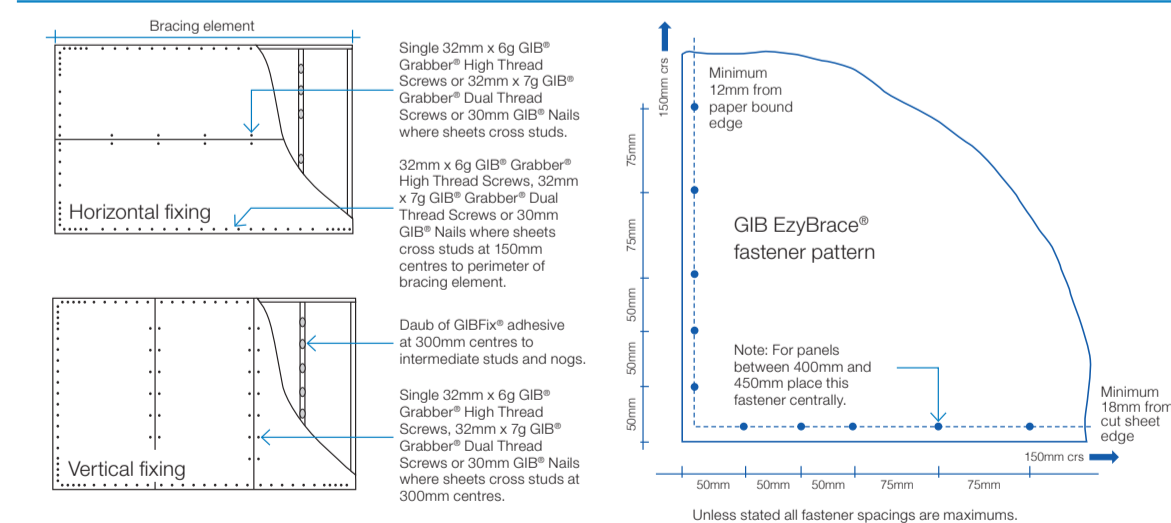 Bracing element
Single 32mm x 6g GIB®
Grabber® High Thread
Screws or 32mm x 7g GIB®
Grabber® Dual Thread
Screws or 30mm GIB® Nails
where sheets cross studs.
32mm x 6g GIB® Grabber®
High Thread Screws, 32mm
x 7g GIB® Grabber® Dual
Thread Screws or 30mm
GIB® Nails where sheets
cross studs at 150mm
centres to perimeter of
bracing element.
Horizontal fixing
Daub of GIBFix® adhesive
at 300mm centres to
intermediate studs and nogs.
Single 32mm x 6g GIB®
Grabber® High Thread
Screws, 32mm x 7g GIB®
Grabber® Dual Thread
Screws or 30mm GIB® Nails
where sheets cross studs at
300mm centres.
Vertical fixing
150mm crs
Minimum
12mm from
paper bound
edge
75mm
75mm
50mm
50mm
50mm
GIB EzyBrace®
fastener pattern
Note: For panels
between 400mm and
450mm place this
fastener centrally.
Minimum
18mm from
cut sheet
edge
150mm crs
50mm
50mm
50mm
75mm
75mm
Unless stated all fastener spacings are maximums.